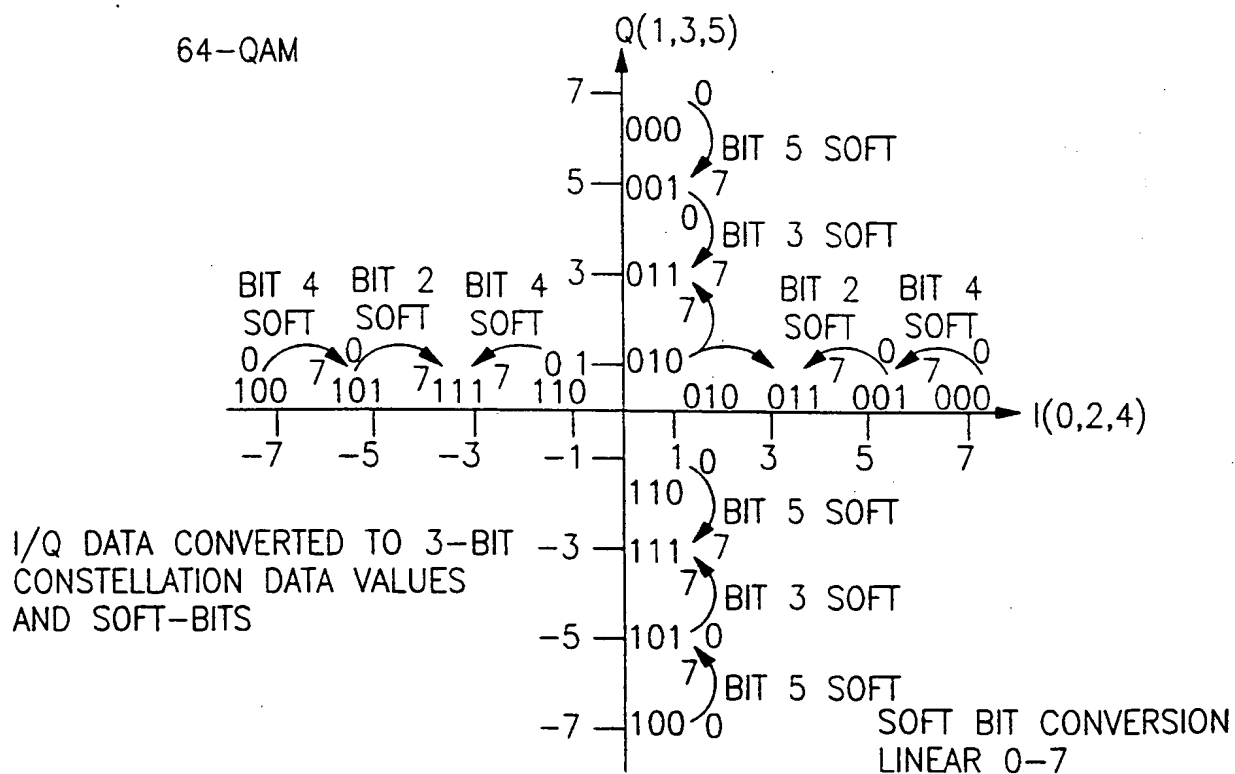 64-QAM
Q(1,3,5)
7 0
000
BIT 5 SOFT
5 001 7
0
BIT 3 SOFT
3 011 7
BIT 4 SOFT
BIT 2 SOFT
BIT 4 SOFT
7
BIT 2 SOFT
BIT 4 SOFT
0 7 0 7 7 0 1 010 7 0 7 0
100 101 111 110 010 011 001 000
I(0,2,4)
-7 -5 -3 -1 1 3 5 7
0
110
BIT 5 SOFT
I/Q DATA CONVERTED TO 3-BIT
CONSTELLATION DATA VALUES
AND SOFT-BITS
-3 111 7
7
BIT 3 SOFT
-5 101 0
7
BIT 5 SOFT
-7 100 0
SOFT BIT CONVERSION
LINEAR 0-7